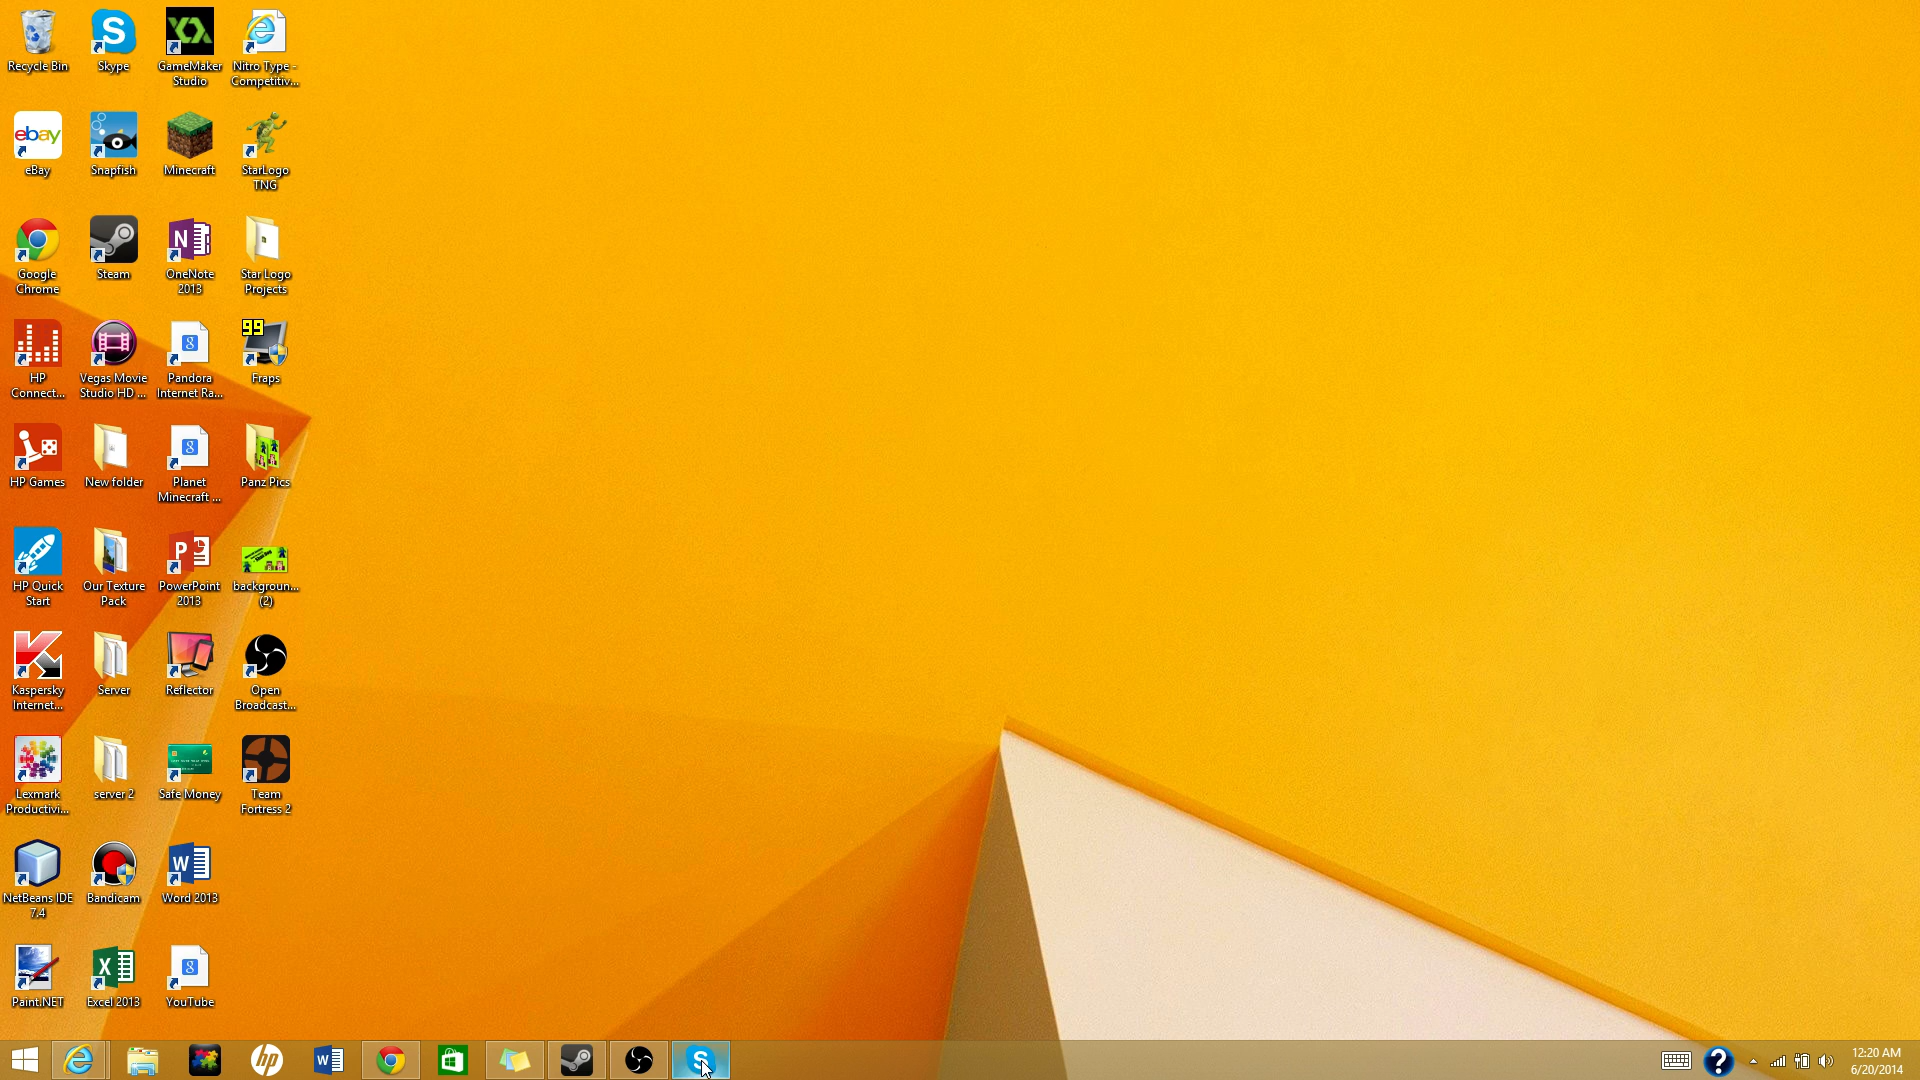 Recycle Bin
Skype
GameMaker
Studio
Nitro Type -
Competitiv...
ebay
eBay
Snapfish
Minecraft
StarLogo
TNG
Google
Chrome
Steam
N
OneNote
2013
Star Logo
Projects
HP
Connect...
Vegas Movie
Studio HD ...
g
Pandora
Internet Ra...
99
Fraps
HP Games
New folder
g
Planet
Minecraft ...
Panz Pics
HP Quick
Start
Our Texture
Pack
P
PowerPoint
2013
backgroun...
(2)
Kaspersky
Internet...
Server
Reflector
Open
Broadcast...
Lexmark
Productivi...
server 2
Safe Money
Team
Fortress 2
NetBeans IDE
7.4
Bandicam
W
Word 2013
Paint.NET
X
Excel 2013
g
YouTube
hp
W
S
?
12:20 AM
6/20/2014